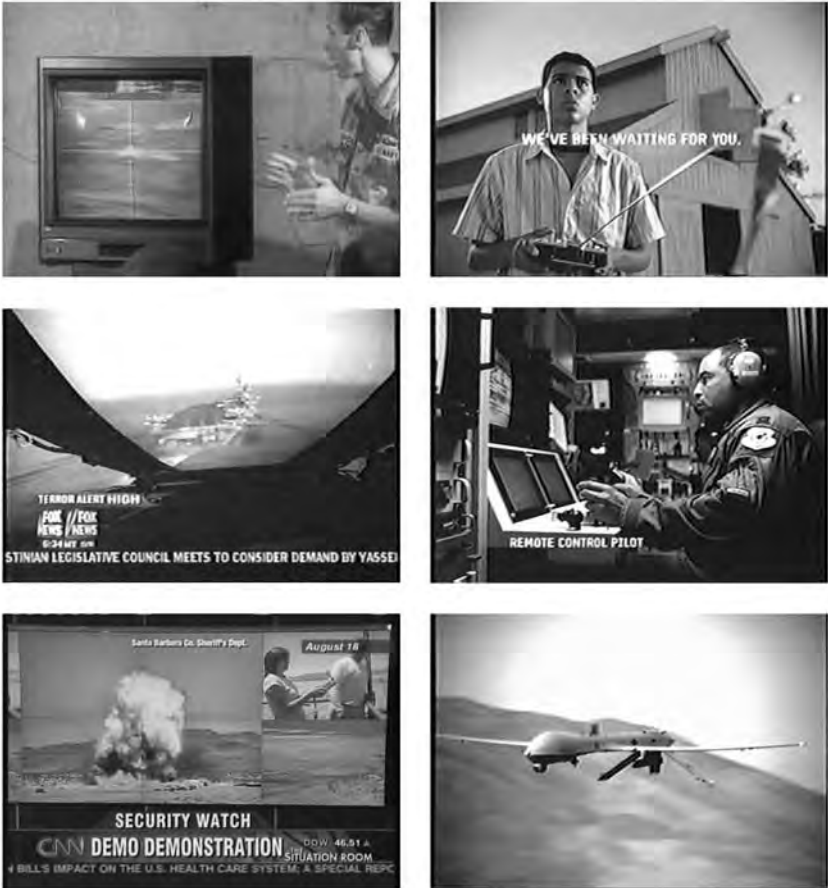 WE'VE BEEN WAITING FOR YOU.
TERROR ALERT HIGH
FOX NEWS
FOX NEWS
STINIAN LEGISLATIVE COUNCIL MEETS TO CONSIDER DEMAND BY YASSE
REMOTE CONTROL PILOT
Santa Barbara Co. Sheriff's Dept.
August 16
SECURITY WATCH
CNN DEMO DEMONSTRATION DOW 46.51
SITUATION ROOM
BILL'S IMPACT ON THE U.S. HEALTH CARE SYSTEM; A SPECIAL REPO